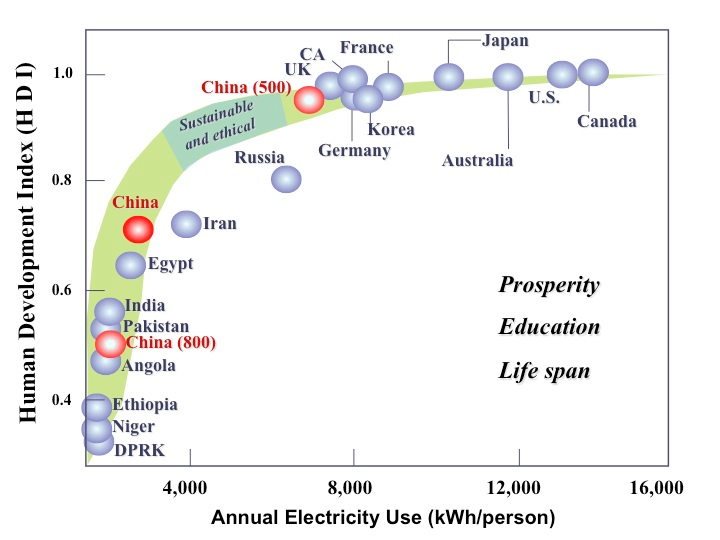 CA
France
Japan
1.0
UK
China (500)
U.S.
Sustainable
and ethical
Korea
Canada
Germany
Russia
Australia
0.8
China
Iran
Egypt
0.6
Prosperity
India
Pakistan
Education
China (800)
Angola
Life span
0.4
Ethiopia
Niger
DPRK
Human Development Index (H D I)
4,000
8,000
12,000
16,000
Annual Electricity Use (kWh/person)